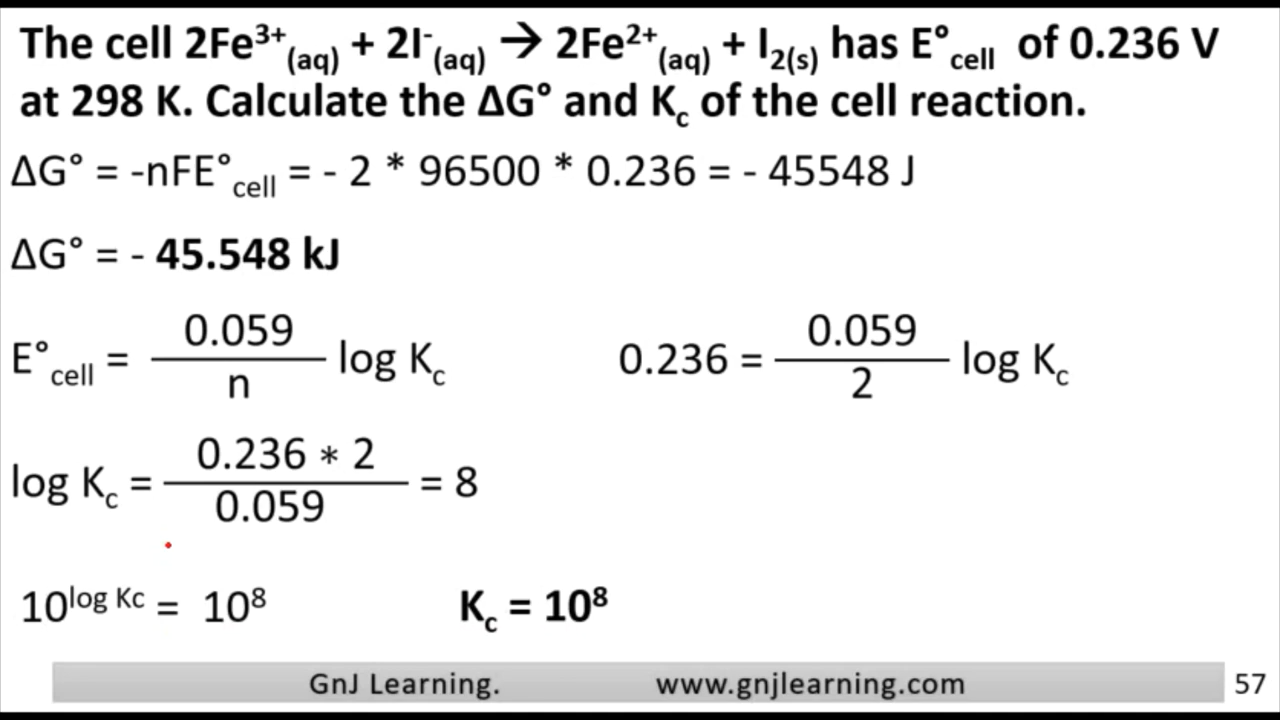 The cell 2Fe³⁺(aq) + 2I⁻(aq) → 2Fe²⁺(aq) + I₂(s) has E°cell of 0.236 V
at 298 K. Calculate the ΔG° and Kc of the cell reaction.
ΔG° = -nFE°cell = - 2 * 96500 * 0.236 = - 45548 J
ΔG° = - 45.548 kJ
E°cell = 0.059 / n log Kc    0.236 = 0.059 / 2 log Kc
log Kc = 0.236 * 2 / 0.059 = 8
10^log Kc = 10⁸    Kc = 10⁸
GnJ Learning.    www.gnjlearning.com    57